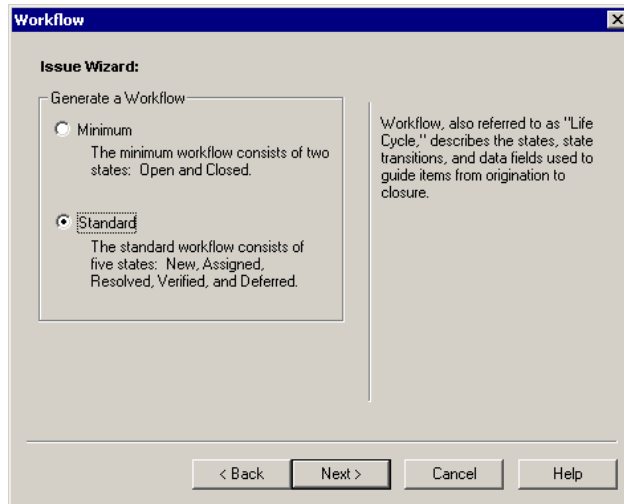 Workflow
Issue Wizard:
Generate a Workflow
Minimum
The minimum workflow consists of two
states: Open and Closed.
Standard
The standard workflow consists of
five states: New, Assigned,
Resolved, Verified, and Deferred.
Workflow, also referred to as "Life
Cycle," describes the states, state
transitions, and data fields used to
guide items from origination to
closure.
< Back
Next >
Cancel
Help